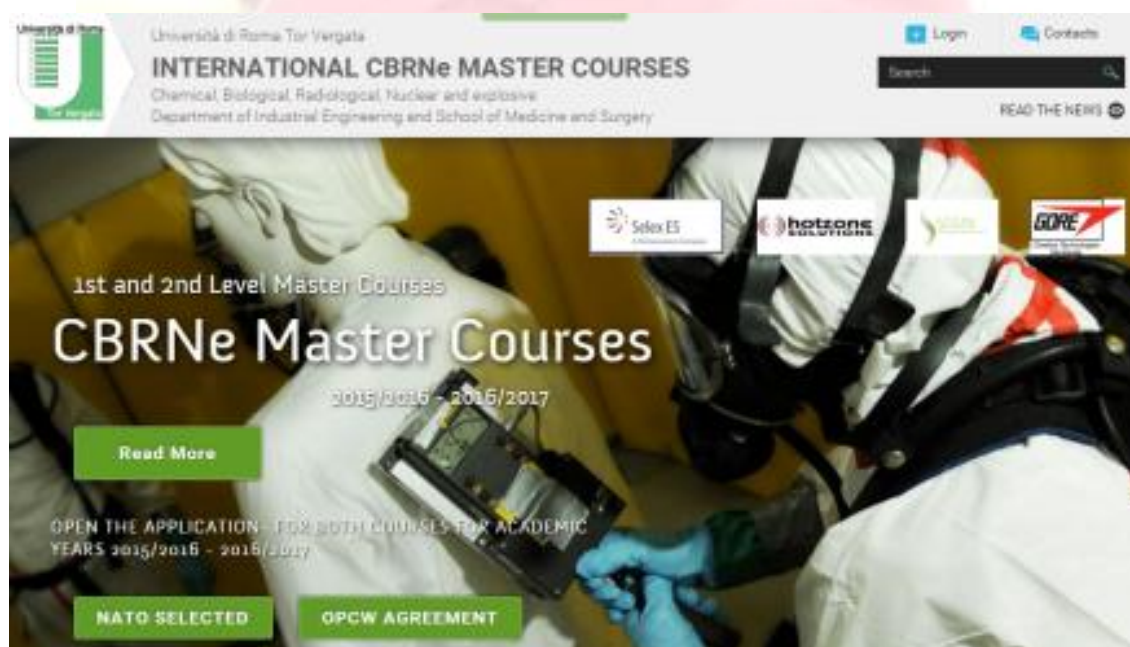 Università di Roma
Tor Vergata
Università di Roma Tor Vergata
INTERNATIONAL CBRNe MASTER COURSES
Chemical, Biological, Radiological, Nuclear and explosive
Department of Industrial Engineering and School of Medicine and Surgery
Login
Contacts
Search
READ THE NEWS
Selex ES
hotzone
SOLUTIONS
GORE
1st and 2nd Level Master Courses
CBRNe Master Courses
2015/2016 - 2016/2017
Read More
OPEN THE APPLICATION FOR BOTH COURSES FOR ACADEMIC
YEARS 2015/2016 - 2016/2017
NATO SELECTED
OPCW AGREEMENT